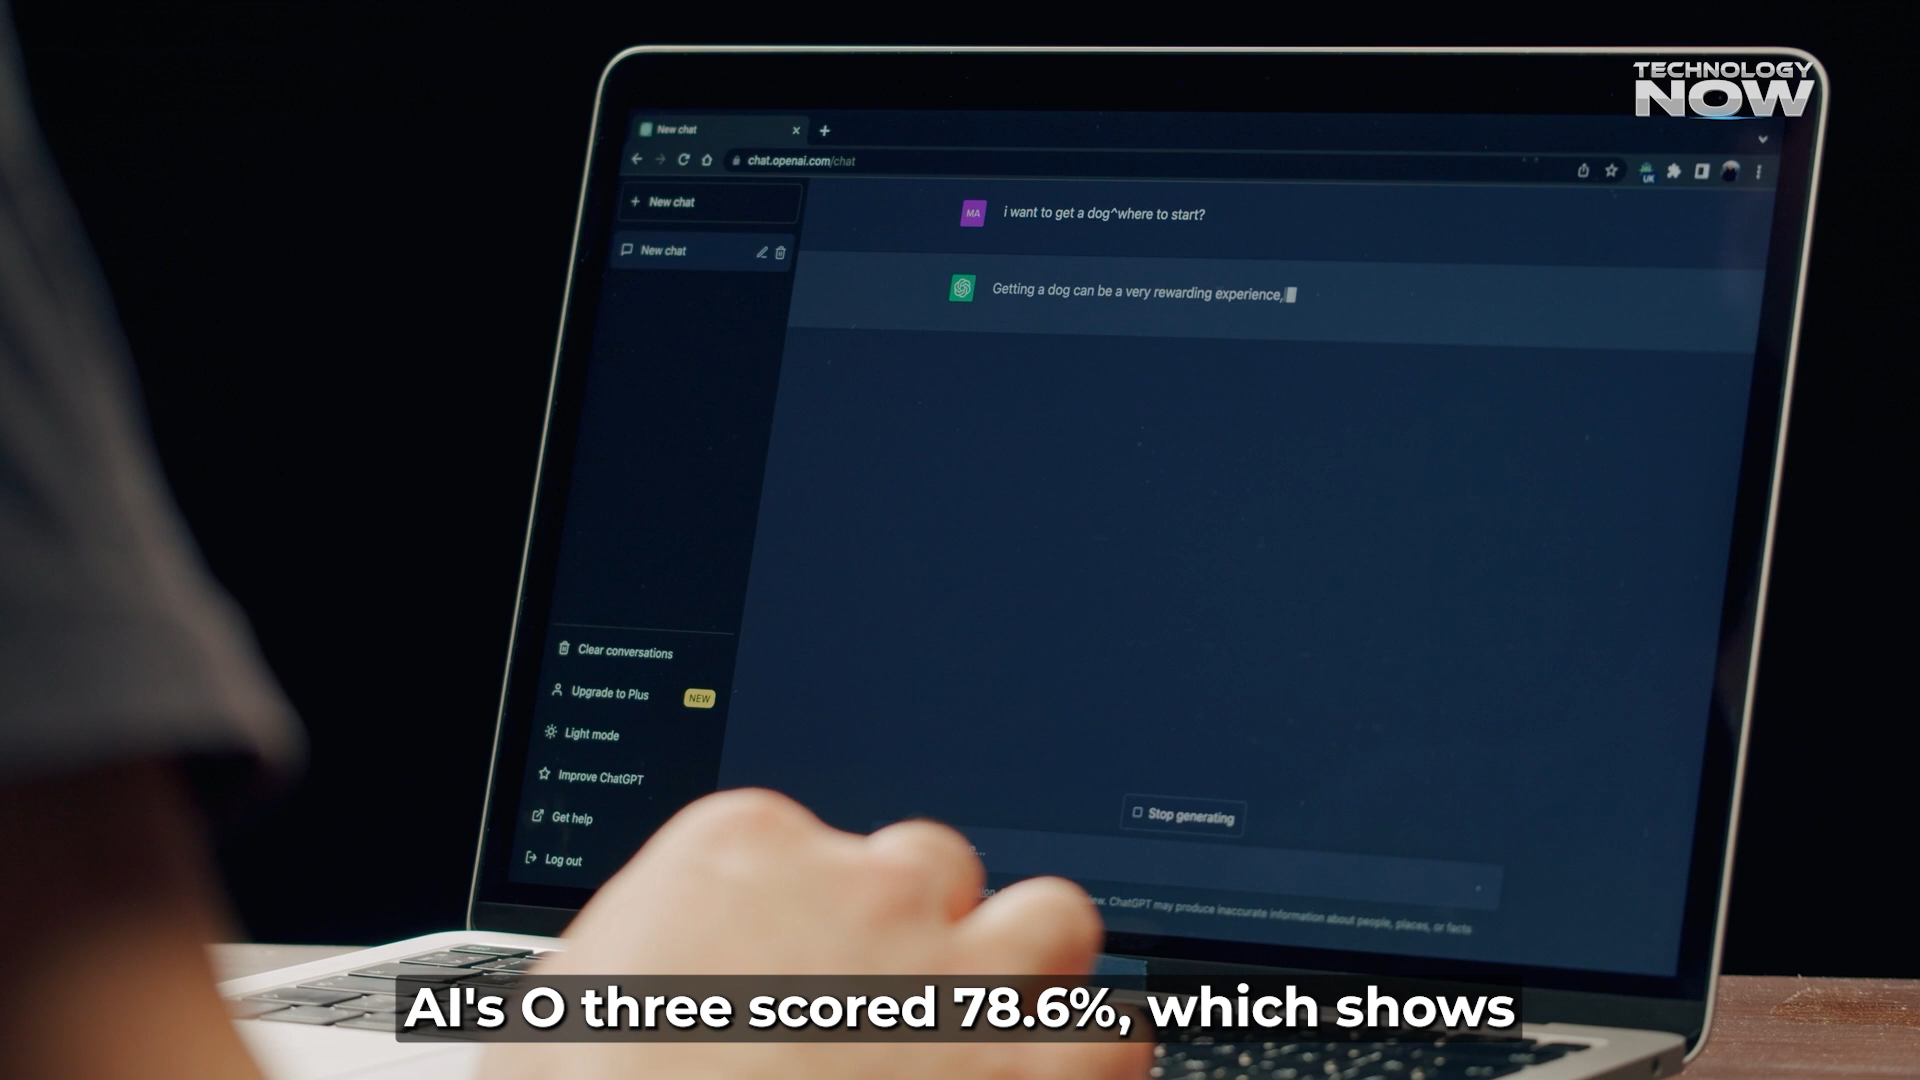 TECHNOLOGY
NOW
New chat
chat.openai.com/chat
UK
+ New chat
New chat
MA
i want to get a dog^where to start?
Getting a dog can be a very rewarding experience,
Clear conversations
Upgrade to Plus
NEW
Light mode
Improve ChatGPT
Get help
Log out
Stop generating
ChatGPT may produce inaccurate information about people, places, or facts
AI's O three scored 78.6%, which shows